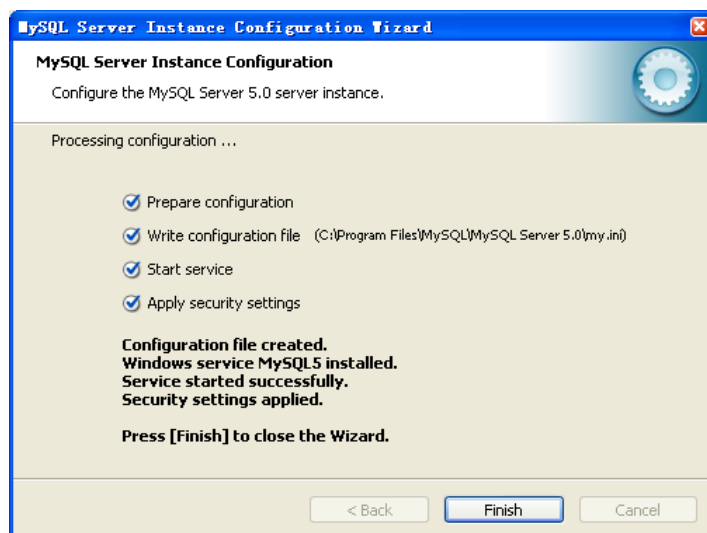 MySQL Server Instance Configuration Wizard
MySQL Server Instance Configuration
Configure the MySQL Server 5.0 server instance.
Processing configuration ...
Prepare configuration
Write configuration file (C:\Program Files\MySQL\MySQL Server 5.0\my.ini)
Start service
Apply security settings
Configuration file created.
Windows service MySQL5 installed.
Service started successfully.
Security settings applied.
Press [Finish] to close the Wizard.
< Back Finish Cancel